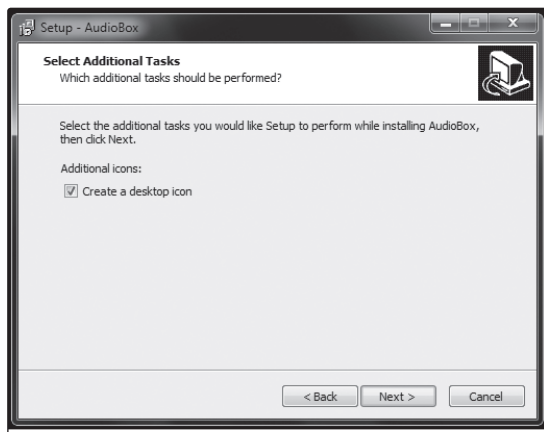 Setup - AudioBox
Select Additional Tasks
Which additional tasks should be performed?
Select the additional tasks you would like Setup to perform while installing AudioBox,
then click Next.
Additional icons:
Create a desktop icon
< Back Next > Cancel